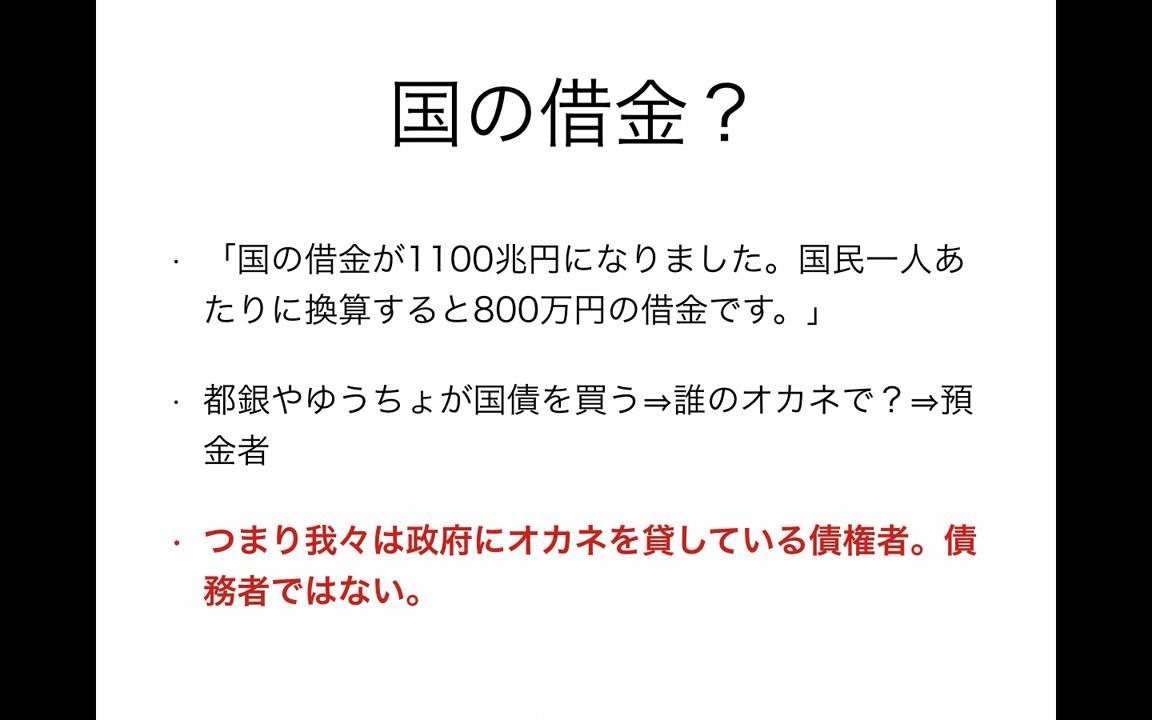 国の借金？
・「国の借金が1100兆円になりました。国民一人あ
たりに換算すると800万円の借金です。」
・都銀やゆうちょが国債を買う⇒誰のオカネで？⇒預
金者
・つまり我々は政府にオカネを貸している債権者。債
務者ではない。